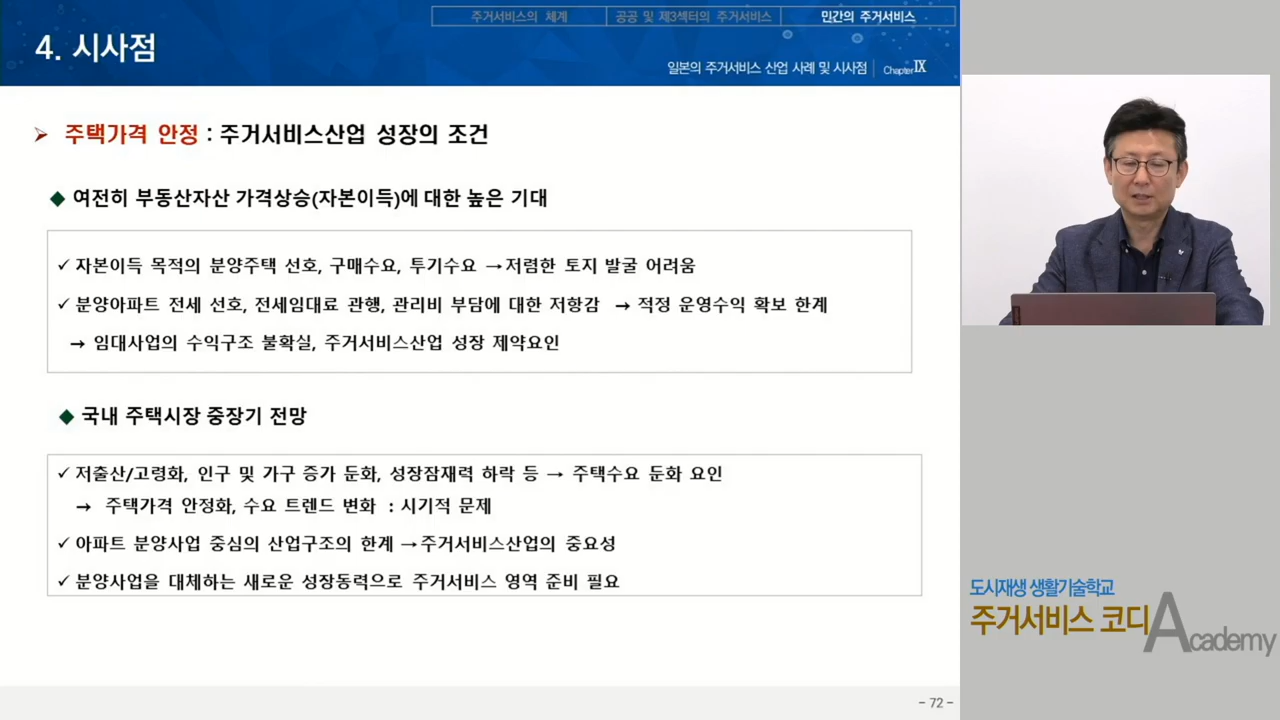 주거서비스의 체계
공공 및 제3섹터의 주거서비스
민간의 주거서비스
4. 시사점
일본의 주거서비스 산업 사례 및 시사점 | Chapter Ⅸ
➢ 주택가격 안정 : 주거서비스산업 성장의 조건
◆ 여전히 부동산자산 가격상승(자본이득)에 대한 높은 기대
✓ 자본이득 목적의 분양주택 선호, 구매수요, 투기수요 →저렴한 토지 발굴 어려움
✓ 분양아파트 전세 선호, 전세임대료 관행, 관리비 부담에 대한 저항감 → 적정 운영수익 확보 한계
→ 임대사업의 수익구조 불확실, 주거서비스산업 성장 제약요인
◆ 국내 주택시장 중장기 전망
✓ 저출산/고령화, 인구 및 가구 증가 둔화, 성장잠재력 하락 등 → 주택수요 둔화 요인
→ 주택가격 안정화, 수요 트렌드 변화 : 시기적 문제
✓ 아파트 분양사업 중심의 산업구조의 한계 →주거서비스산업의 중요성
✓ 분양사업을 대체하는 새로운 성장동력으로 주거서비스 영역 준비 필요
도시재생 생활기술학교
주거서비스 코디 Academy
- 72 -